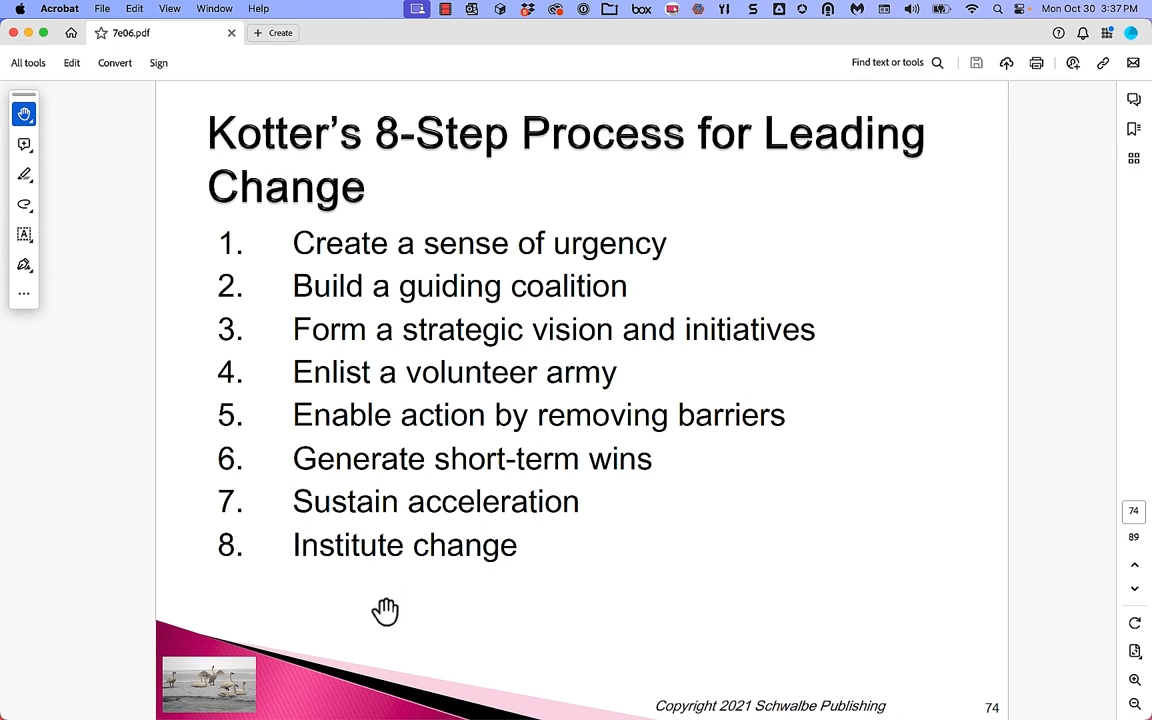 Acrobat File Edit View Window Help box Mon Oct 30 3:37PM
7e06.pdf Create
All tools Edit Convert Sign Find text or tools
Kotter’s 8-Step Process for Leading
Change
1. Create a sense of urgency
2. Build a guiding coalition
3. Form a strategic vision and initiatives
4. Enlist a volunteer army
5. Enable action by removing barriers
6. Generate short-term wins
7. Sustain acceleration
8. Institute change
74
89
Copyright 2021 Schwalbe Publishing 74